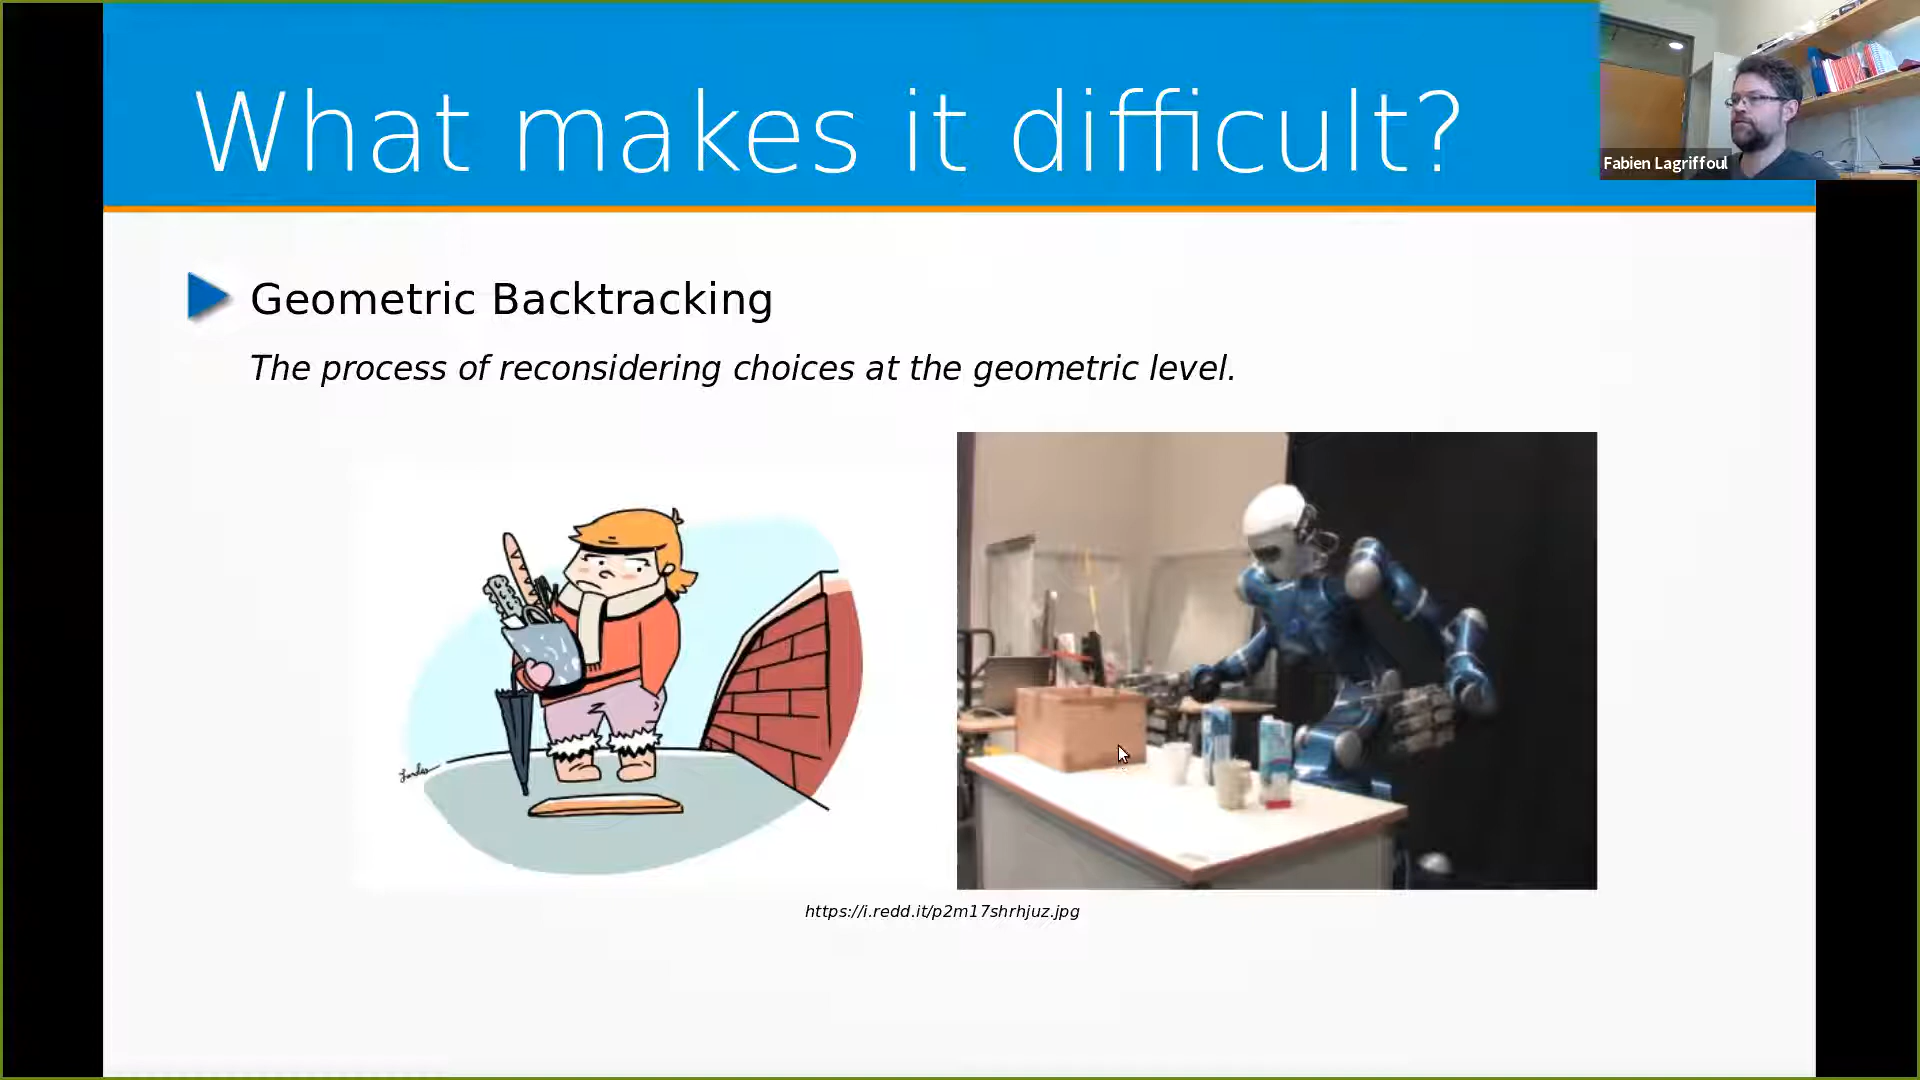 What makes it difficult?
Fabien Lagriffoul
Geometric Backtracking
The process of reconsidering choices at the geometric level.
https://i.redd.it/p2m17shrhjuz.jpg